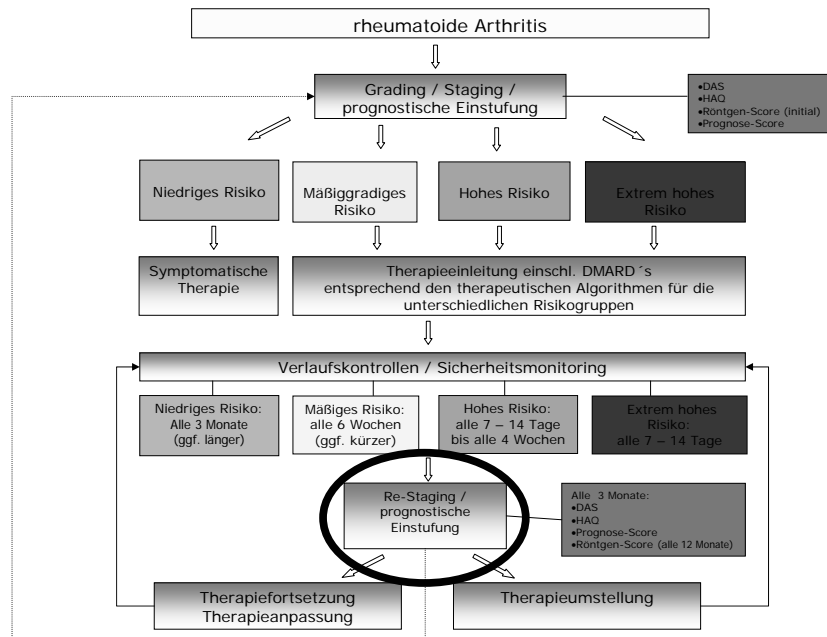 rheumatoide Arthritis
Grading / Staging /
prognostische Einstufung
•DAS
•HAQ
•Röntgen-Score (initial)
•Prognose-Score
Niedriges Risiko
Mäßiggradiges
Risiko
Hohes Risiko
Extrem hohes
Risiko
Symptomatische
Therapie
Therapieeinleitung einschl. DMARD´s
entsprechend den therapeutischen Algorithmen für die
unterschiedlichen Risikogruppen
Verlaufskontrollen / Sicherheitsmonitoring
Niedriges Risiko:
Alle 3 Monate
(ggf. länger)
Mäßiges Risiko:
alle 6 Wochen
(ggf. kürzer)
Hohes Risiko:
alle 7 – 14 Tage
bis alle 4 Wochen
Extrem hohes
Risiko:
alle 7 – 14 Tage
Re-Staging /
prognostische
Einstufung
Alle 3 Monate:
•DAS
•HAQ
•Prognose-Score
•Röntgen-Score (alle 12 Monate)
Therapiefortsetzung
Therapieanpassung
Therapieumstellung